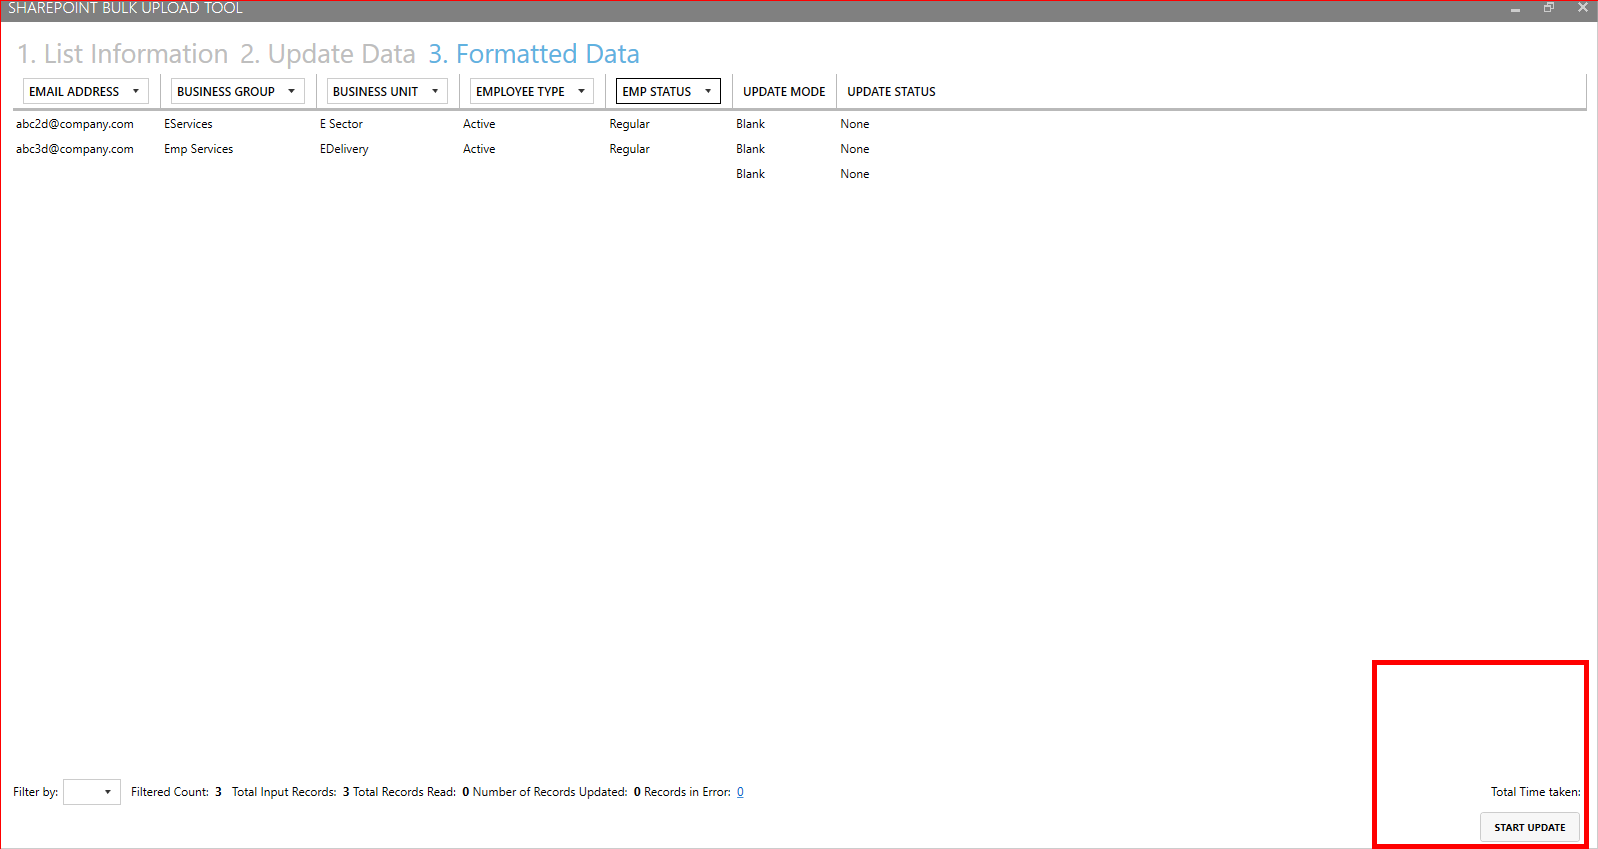 SHAREPOINT BULK UPLOAD TOOL
1. List Information 2. Update Data 3. Formatted Data
EMAIL ADDRESS BUSINESS GROUP BUSINESS UNIT EMPLOYEE TYPE EMP STATUS UPDATE MODE UPDATE STATUS
abc2d@company.com EServices E Sector Active Regular Blank None
abc3d@company.com Emp Services EDelivery Active Regular Blank None
Blank None
Filter by: Filtered Count: 3 Total Input Records: 3 Total Records Read: 0 Number of Records Updated: 0 Records in Error: 0 Total Time taken:
START UPDATE